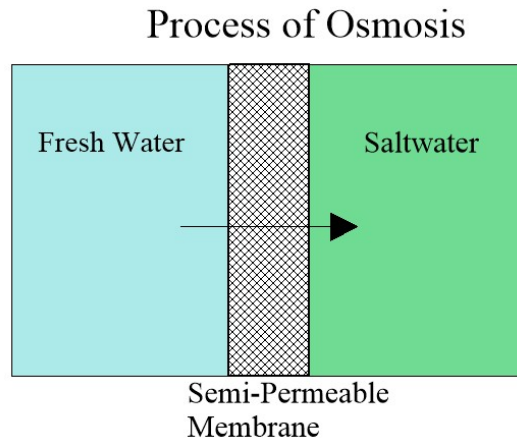 Process of Osmosis
Fresh Water
Saltwater
Semi-Permeable
Membrane